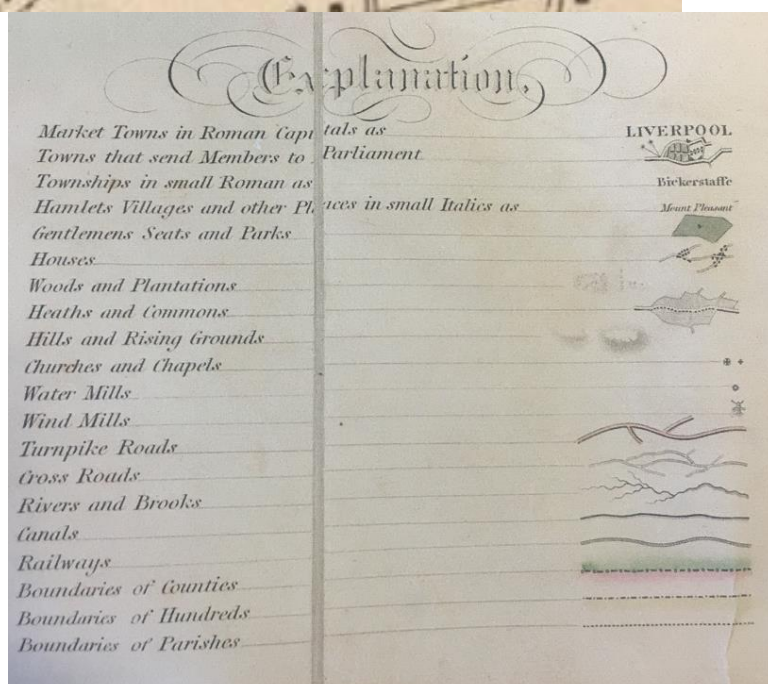 Explanation.
Market Towns in Roman Capitals as LIVERPOOL
Towns that send Members to Parliament
Townships in small Roman as Bickerstaffe
Hamlets Villages and other Places in small Italics as Mount Pleasant
Gentlemens Seats and Parks
Houses
Woods and Plantations
Heaths and Commons
Hills and Rising Grounds
Churches and Chapels
Water Mills
Wind Mills
Turnpike Roads
Cross Roads
Rivers and Brooks
Canals
Railways
Boundaries of Counties
Boundaries of Hundreds
Boundaries of Parishes